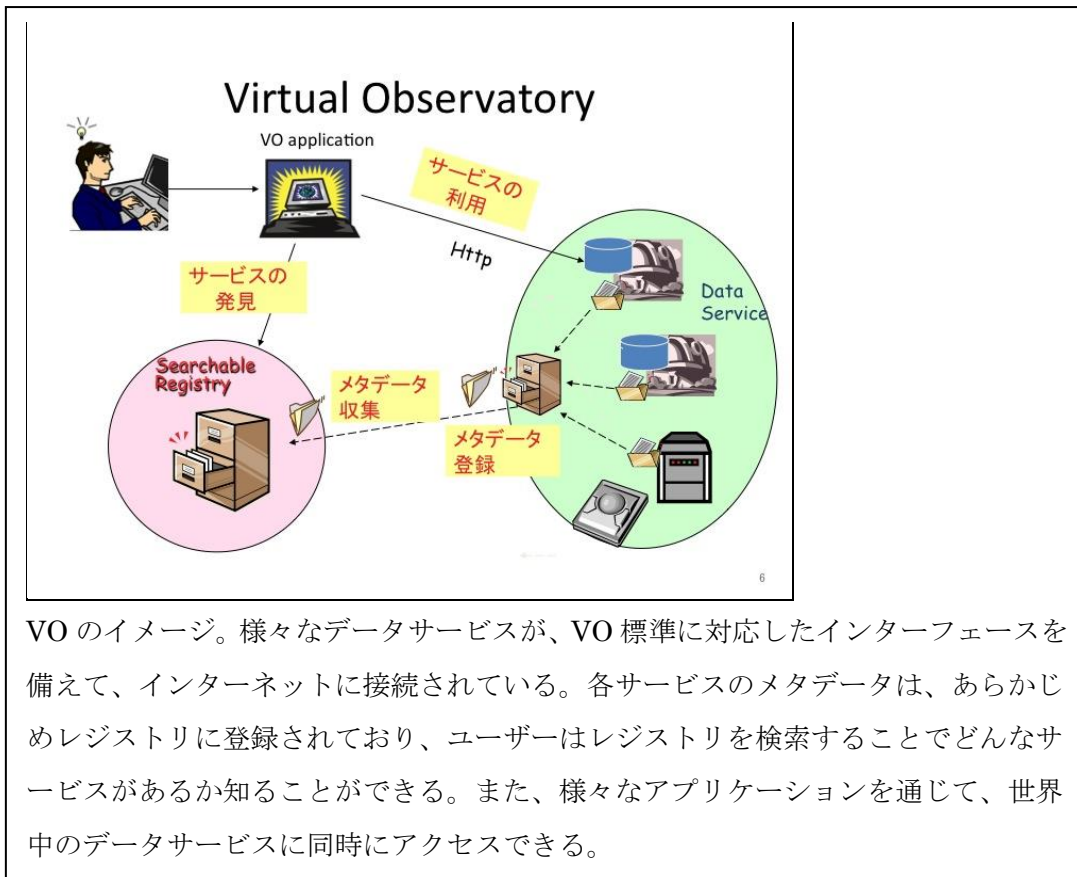 Virtual Observatory
VO application
サービスの
利用
Http
サービスの
発見
Data
Service
Searchable
Registry
メタデータ
収集
メタデータ
登録
6
VO のイメージ。様々なデータサービスが、VO 標準に対応したインターフェースを
備えて、インターネットに接続されている。各サービスのメタデータは、あらかじ
めレジストリに登録されており、ユーザーはレジストリを検索することでどんなサ
ービスがあるか知ることができる。また、様々なアプリケーションを通じて、世界
中のデータサービスに同時にアクセスできる。